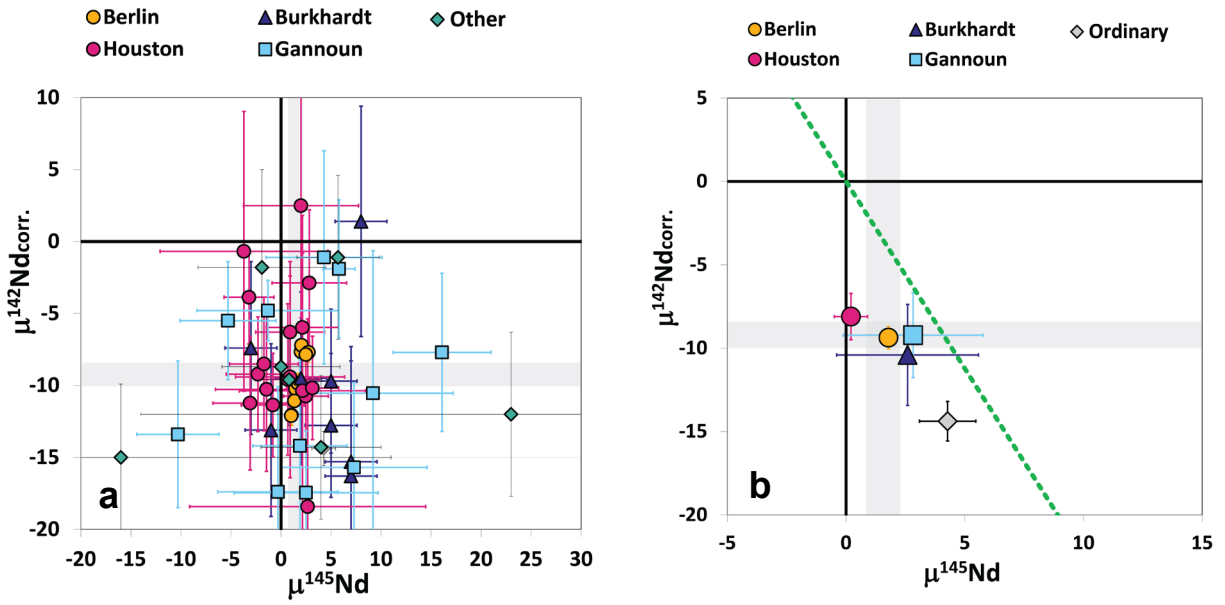 Berlin Burkhardt Other
Houston Gannoun
10
5
0
-5
-10
-15
-20
-20 -15 -10 -5 0 5 10 15 20 25 30
μ¹⁴²Ndcorr.
μ¹⁴⁵Nd
a
Berlin Burkhardt Ordinary
Houston Gannoun
5
0
-5
-10
-15
-20
-5 0 5 10 15
μ¹⁴²Ndcorr.
μ¹⁴⁵Nd
b